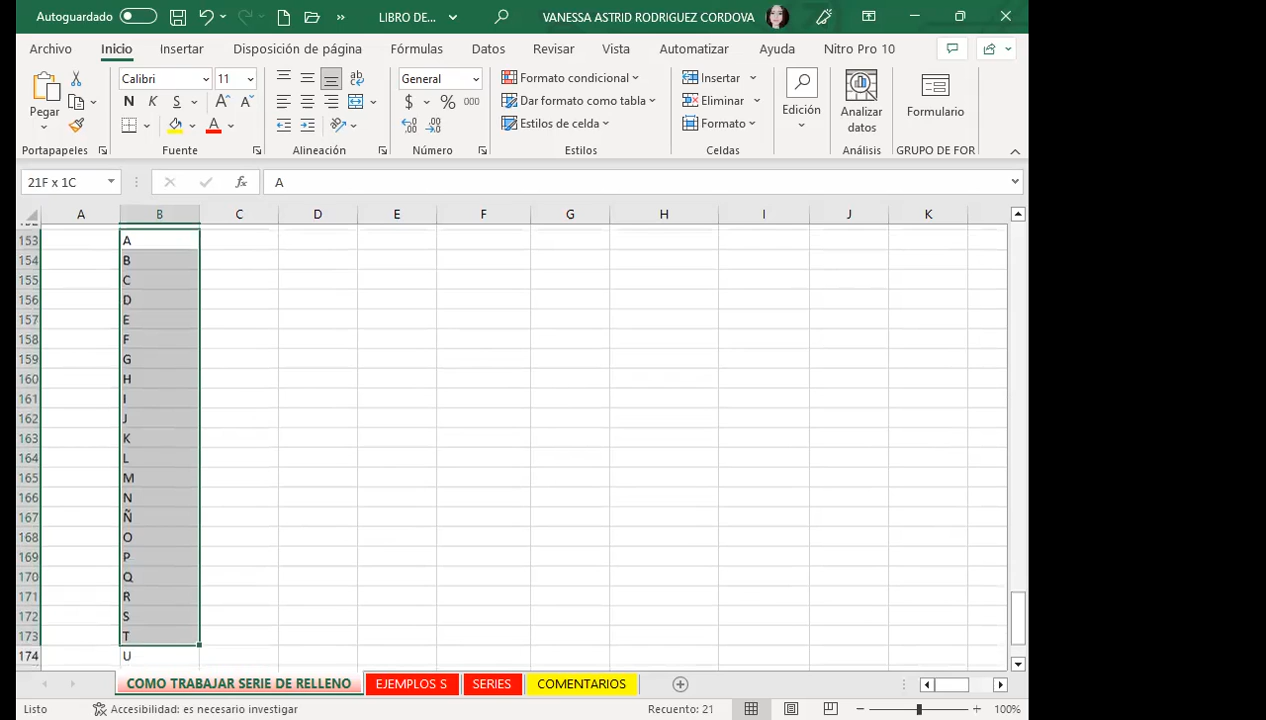 Autoguardado LIBRO DE... VANESSA ASTRID RODRIGUEZ CORDOVA
Archivo Inicio Insertar Disposición de página Fórmulas Datos Revisar Vista Automatizar Ayuda Nitro Pro 10
Pegar
Portapapeles
Calibri 11
N K S A A
A
Fuente
ab
Alineación
General
$ % 000
Número
Formato condicional
Dar formato como tabla
Estilos de celda
Estilos
Insertar
Eliminar
Formato
Celdas
Edición
Analizar
datos
Análisis
Formulario
GRUPO DE FOR
21F x 1C fx A
A B C D E F G H I J K
153 A
154 B
155 C
156 D
157 E
158 F
159 G
160 H
161 I
162 J
163 K
164 L
165 M
166 N
167 Ñ
168 O
169 P
170 Q
171 R
172 S
173 T
174 U
COMO TRABAJAR SERIE DE RELLENO EJEMPLOS S SERIES COMENTARIOS
Listo Accesibilidad: es necesario investigar Recuento: 21 100%